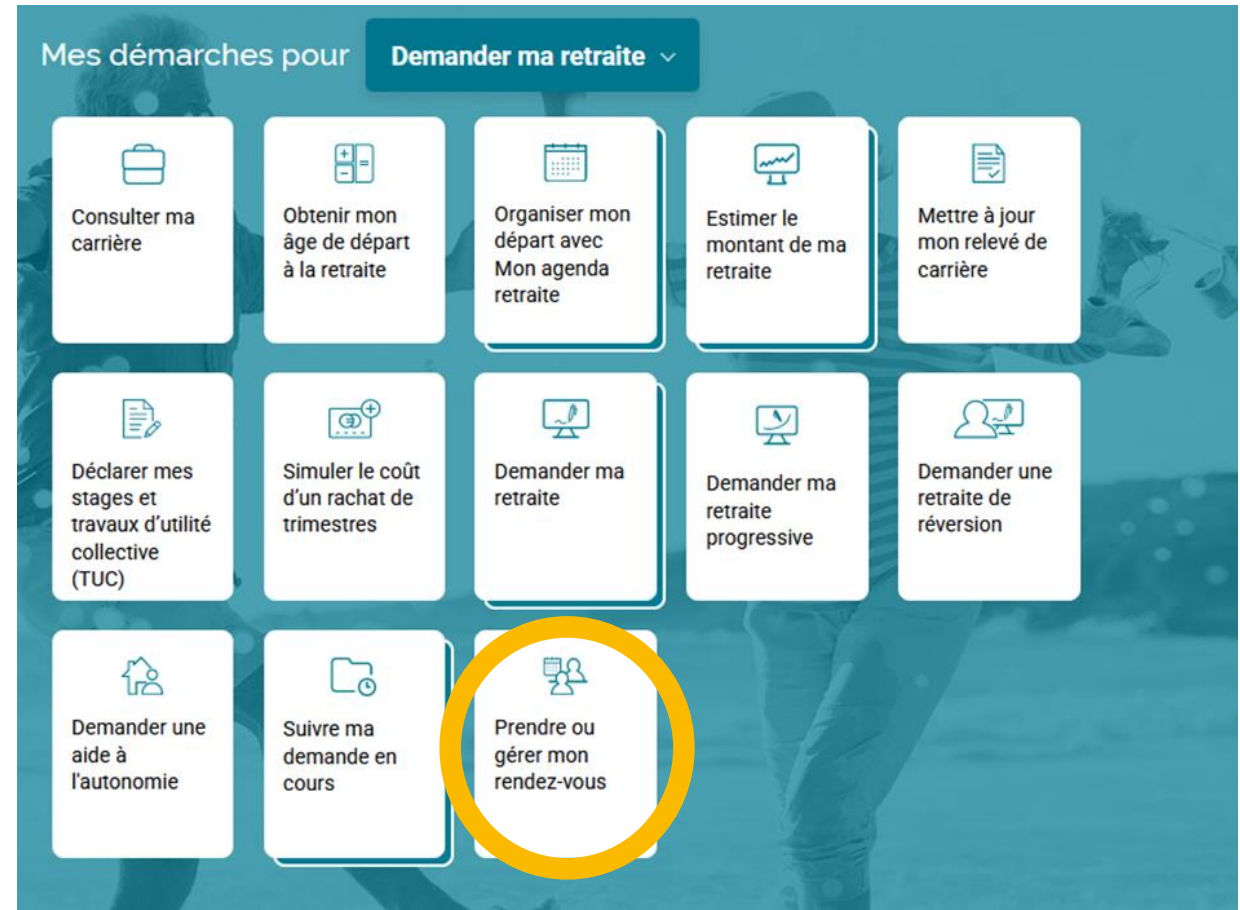 Mes démarches pour Demander ma retraite
Consulter ma
carrière
Obtenir mon
âge de départ
à la retraite
Organiser mon
départ avec
Mon agenda
retraite
Estimer le
montant de ma
retraite
Mettre à jour
mon relevé de
carrière
Déclarer mes
stages et
travaux d’utilité
collective
(TUC)
Simuler le coût
d’un rachat de
trimestres
Demander ma
retraite
Demander ma
retraite
progressive
Demander une
retraite de
réversion
Demander une
aide à
l'autonomie
Suivre ma
demande en
cours
Prendre ou
gérer mon
rendez-vous